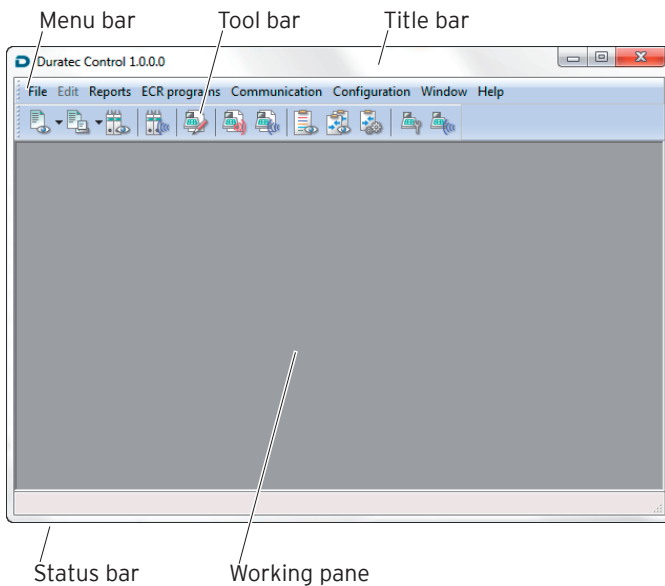 Menu bar Tool bar Title bar
Duratec Control 1.0.0.0
File Edit Reports ECR programs Communication Configuration Window Help
Status bar Working pane